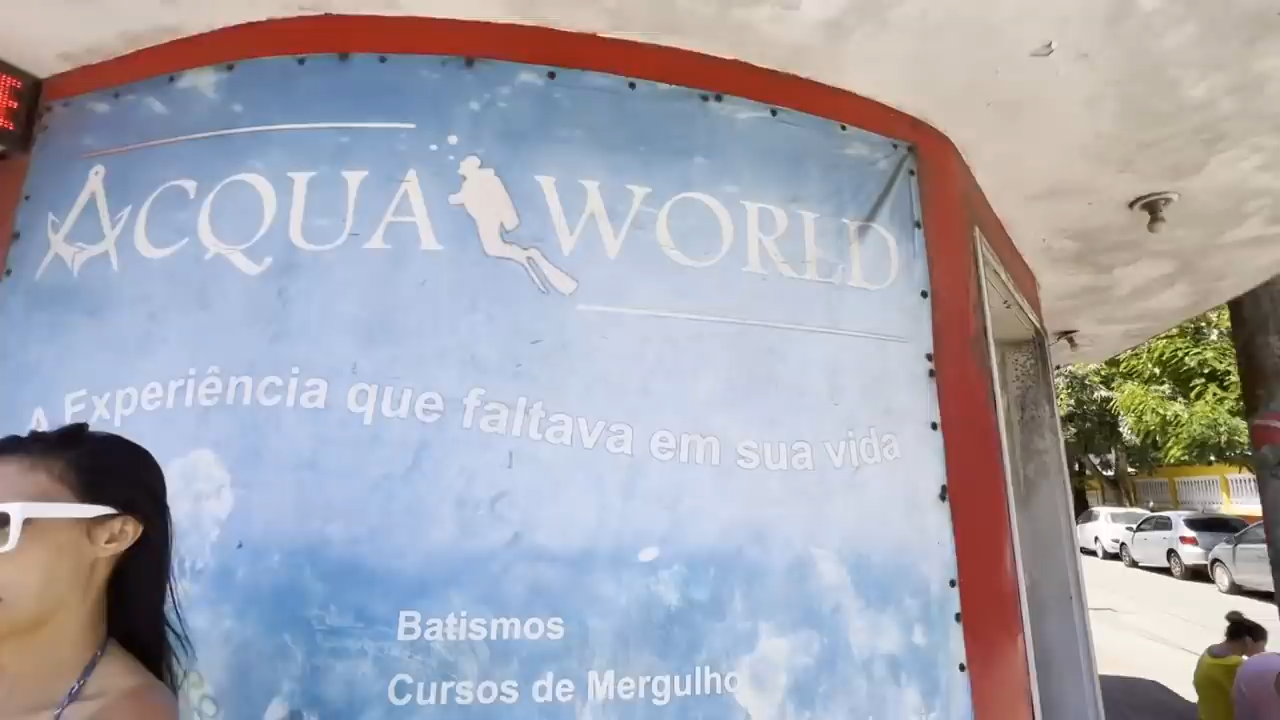 E
ACQUA WORLD
A Experiência que faltava em sua vida
Batismos
Cursos de Mergulho